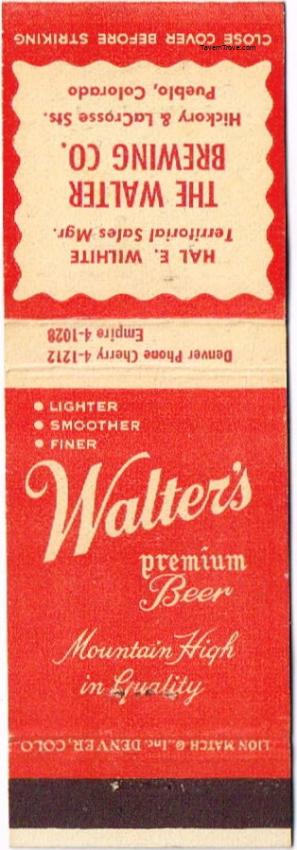 CLOSE COVER BEFORE STRIKING
TavernTrove.com
HAL E. WILHITE
Territorial Sales Mgr.
THE WALTER
BREWING CO.
Hickory & LaCrosse Sts.
Pueblo, Colorado
Denver Phone Cherry 4-1212
Empire 4-1028
• LIGHTER
• SMOOTHER
• FINER
Walter's
premium
Beer
Mountain High
in Quality
LION MATCH CO., Inc. DENVER, COLO.